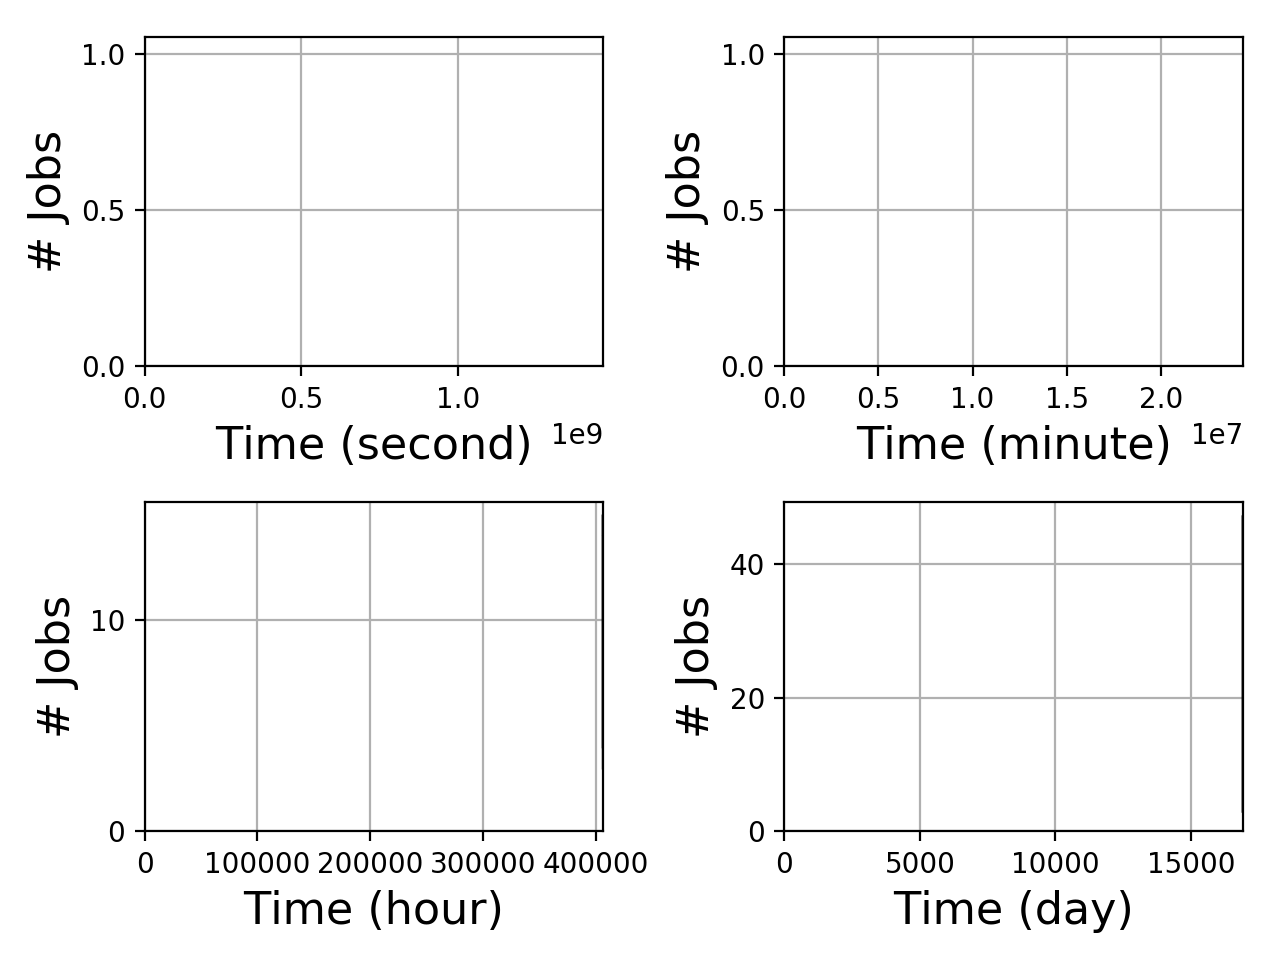 1.0
# Jobs
0.5
0.0
0.0 0.5 1.0
Time (second) 1e9
1.0
# Jobs
0.5
0.0
0.0 0.5 1.0 1.5 2.0
Time (minute) 1e7
# Jobs
10
0
0 100000 200000 300000 400000
Time (hour)
40
# Jobs
20
0
0 5000 10000 15000
Time (day)